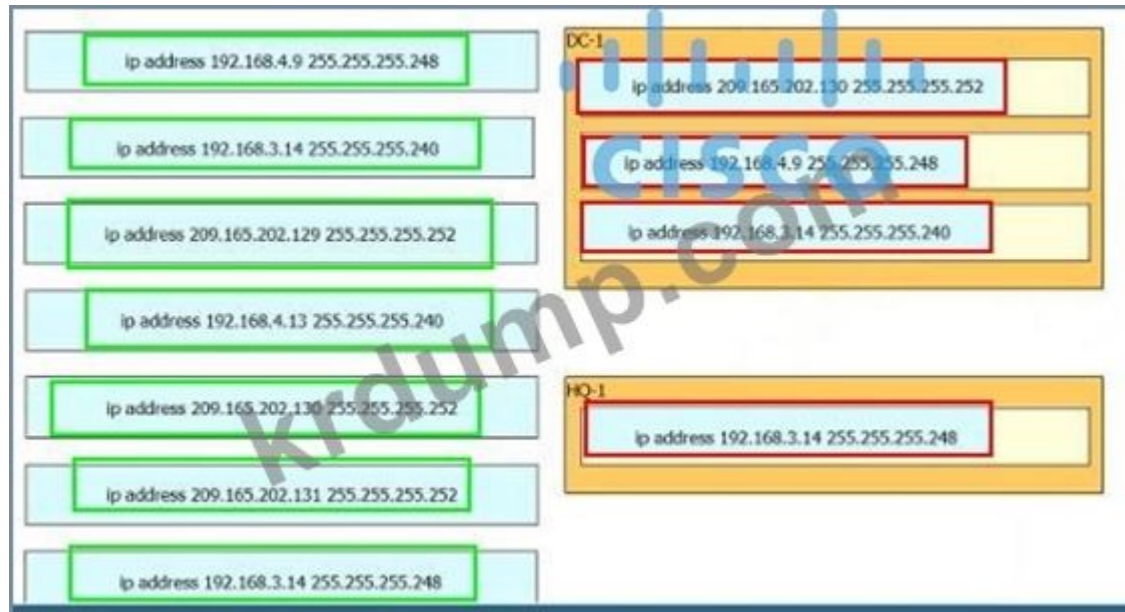 ip address 192.168.4.9 255.255.255.248
ip address 192.168.3.14 255.255.255.240
ip address 209.165.202.129 255.255.255.252
ip address 192.168.4.13 255.255.255.240
ip address 209.165.202.130 255.255.255.252
ip address 209.165.202.131 255.255.255.252
ip address 192.168.3.14 255.255.255.248
DC-1
ip address 209.165.202.130 255.255.255.252
ip address 192.168.4.9 255.255.255.248
ip address 192.168.3.14 255.255.255.240
HQ-1
ip address 192.168.3.14 255.255.255.248
CISCO
krdump.com